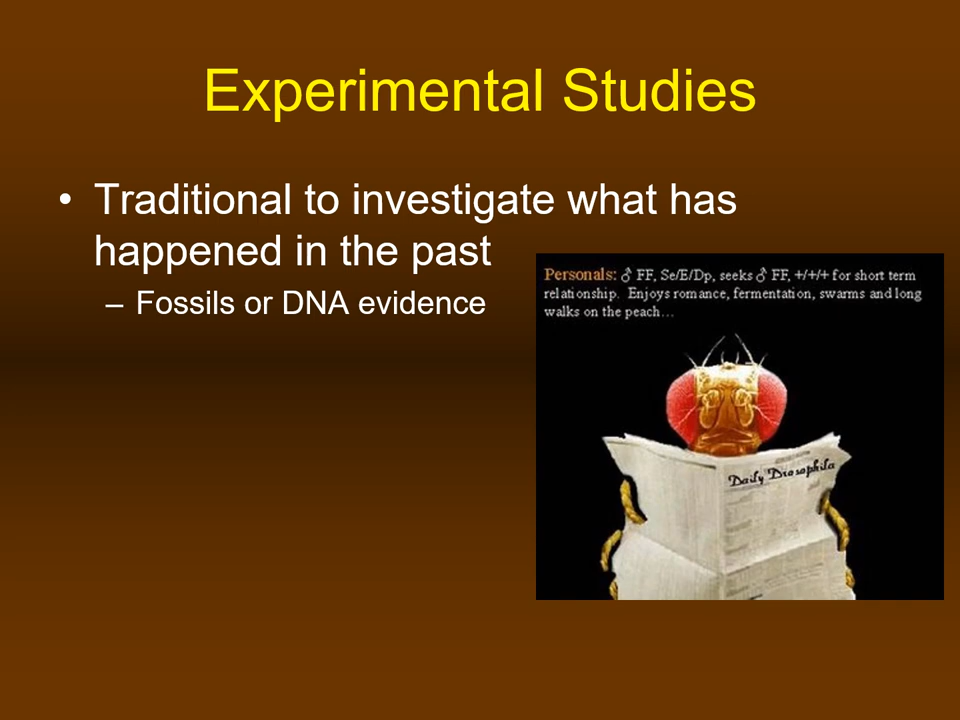 Experimental Studies
• Traditional to investigate what has
happened in the past
– Fossils or DNA evidence
Personals: ♂ FF, Se/E/Dp, seeks ♂ FF, +/+/+ for short term
relationship. Enjoys romance, fermentation, swarms and long
walks on the peach...
Daily Drosophila